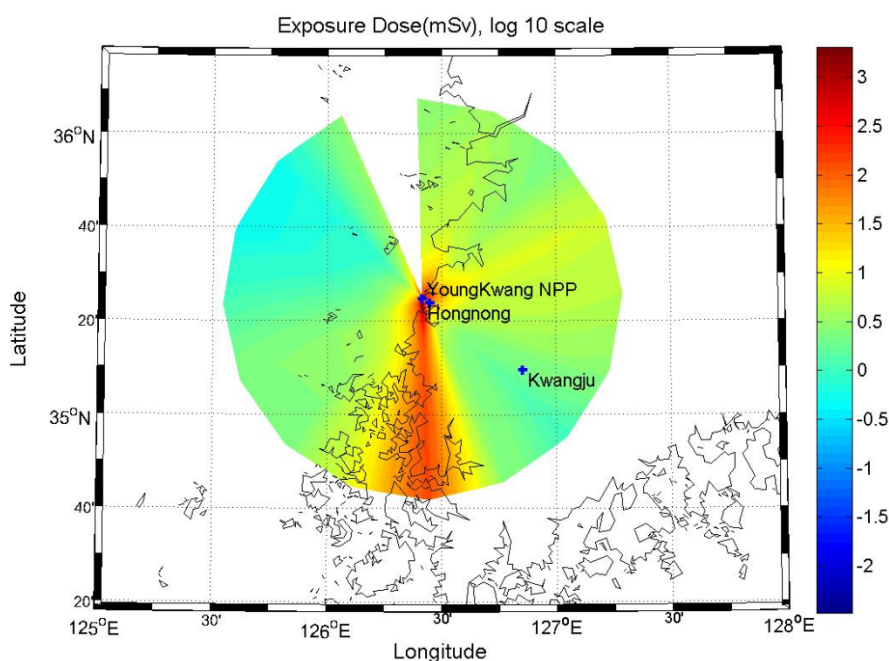 Exposure Dose(mSv), log 10 scale
36°N
40'
20'
35°N
40'
20'
Latitude
YoungKwang NPP
Hongnong
Kwangju
125°E
30'
126°E
30'
127°E
30'
128°E
Longitude
3
2.5
2
1.5
1
0.5
0
-0.5
-1
-1.5
-2